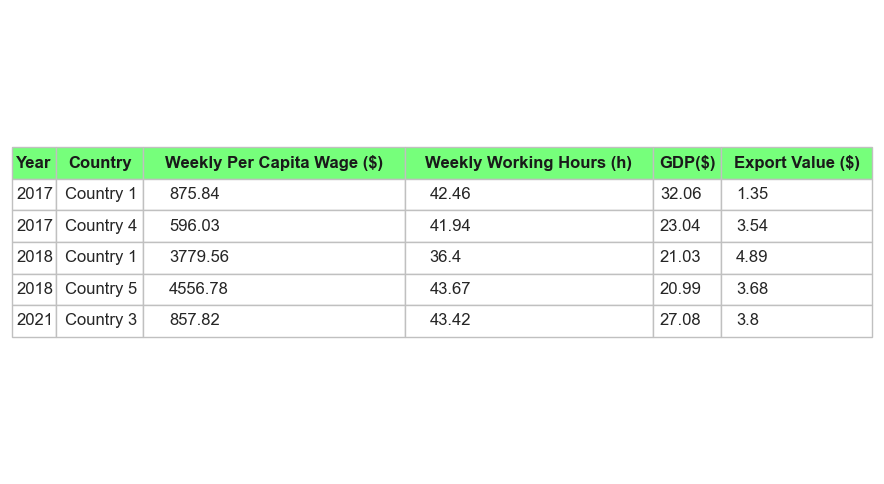 Year Country Weekly Per Capita Wage ($) Weekly Working Hours (h) GDP($) Export Value ($)
2017 Country 1 875.84 42.46 32.06 1.35
2017 Country 4 596.03 41.94 23.04 3.54
2018 Country 1 3779.56 36.4 21.03 4.89
2018 Country 5 4556.78 43.67 20.99 3.68
2021 Country 3 857.82 43.42 27.08 3.8